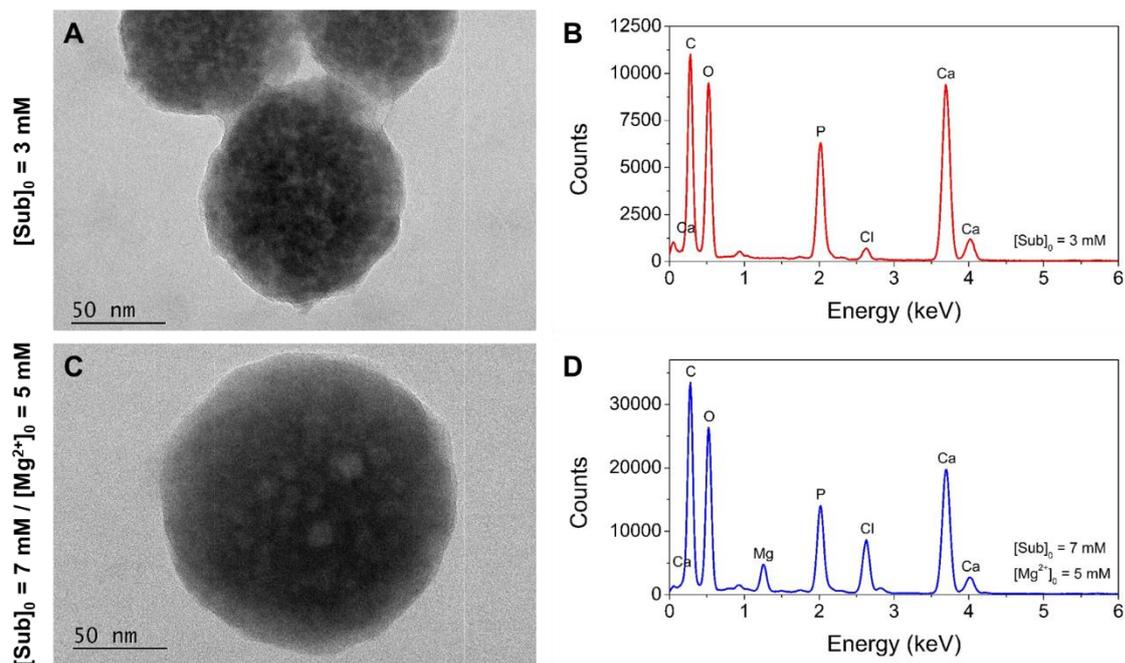 [Sub]₀ = 3 mM
A
50 nm
B
Counts
12500
10000
7500
5000
2500
0
C
O
Ca
P
Cl
Ca
Ca
[Sub]₀ = 3 mM
0 1 2 3 4 5 6
Energy (keV)
[Sub]₀ = 7 mM / [Mg²⁺]₀ = 5 mM
C
50 nm
D
Counts
30000
20000
10000
0
C
O
Ca
Mg
P
Cl
Ca
Ca
[Sub]₀ = 7 mM
[Mg²⁺]₀ = 5 mM
0 1 2 3 4 5 6
Energy (keV)